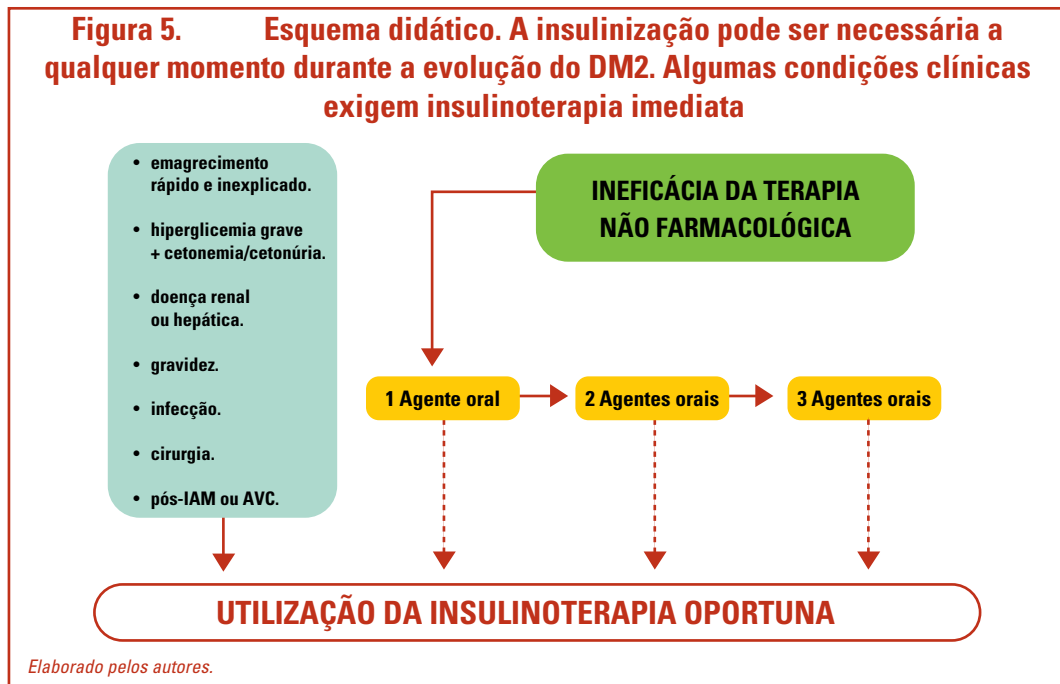 Figura 5. Esquema didático. A insulinização pode ser necessária a
qualquer momento durante a evolução do DM2. Algumas condições clínicas
exigem insulinoterapia imediata
• emagrecimento
rápido e inexplicado.
• hiperglicemia grave
+ cetonemia/cetonúria.
• doença renal
ou hepática.
• gravidez.
• infecção.
• cirurgia.
• pós-IAM ou AVC.
INEFICÁCIA DA TERAPIA
NÃO FARMACOLÓGICA
1 Agente oral
2 Agentes orais
3 Agentes orais
UTILIZAÇÃO DA INSULINOTERAPIA OPORTUNA
Elaborado pelos autores.